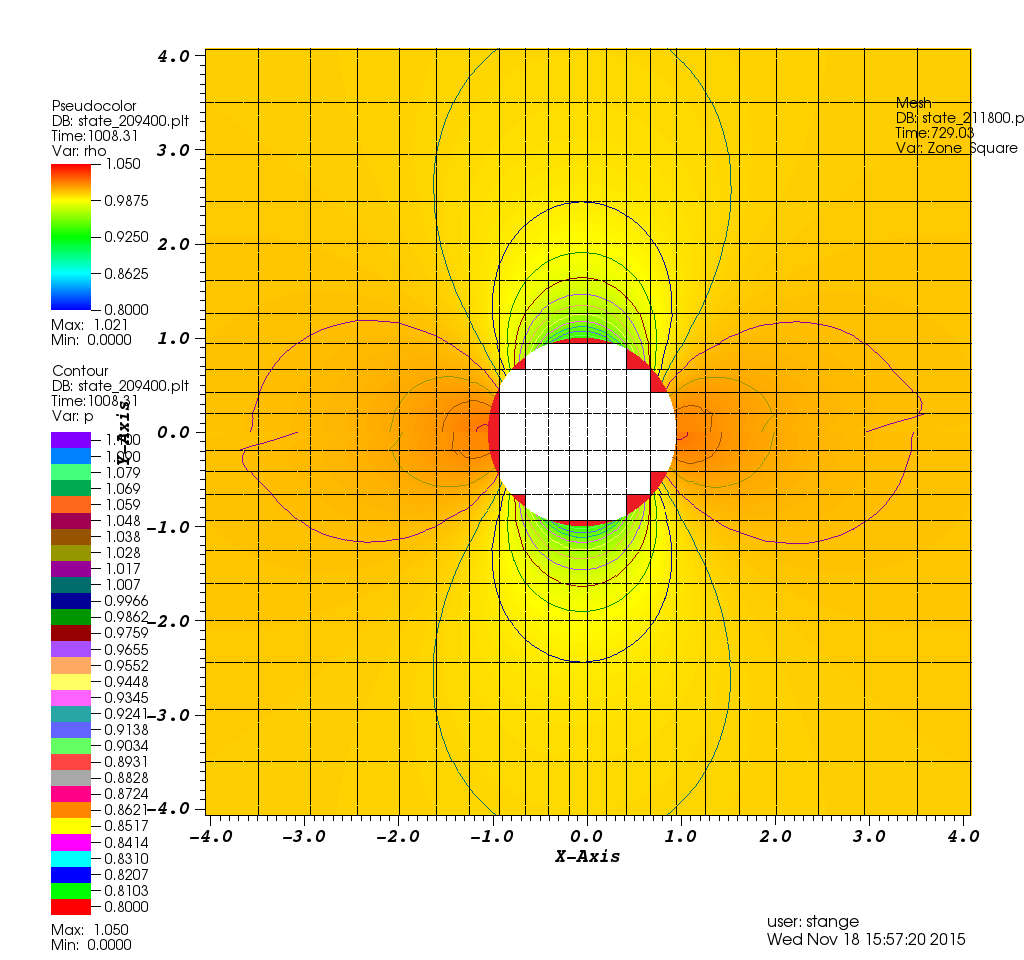 Pseudocolor
DB: state_209400.plt
Time:1008.31
Var: rho
1.050
0.9875
0.9250
0.8625
0.8000
Max: 1.021
Min: 0.0000
Contour
DB: state_209400.plt
Time:1008.31
Var: p
1.090
1.079
1.069
1.059
1.048
1.038
1.028
1.017
1.007
0.9966
0.9862
0.9759
0.9655
0.9552
0.9448
0.9345
0.9241
0.9138
0.9034
0.8931
0.8828
0.8724
0.8621
0.8517
0.8414
0.8310
0.8207
0.8103
0.8000
Max: 1.050
Min: 0.0000
Y-Axis
4.0
3.0
2.0
1.0
0.0
-1.0
-2.0
-3.0
-4.0
-4.0 -3.0 -2.0 -1.0 0.0 1.0 2.0 3.0 4.0
X-Axis
Mesh
DB: state_211800.p
Time:729.03
Var: Zone_Square
user: stange
Wed Nov 18 15:57:20 2015